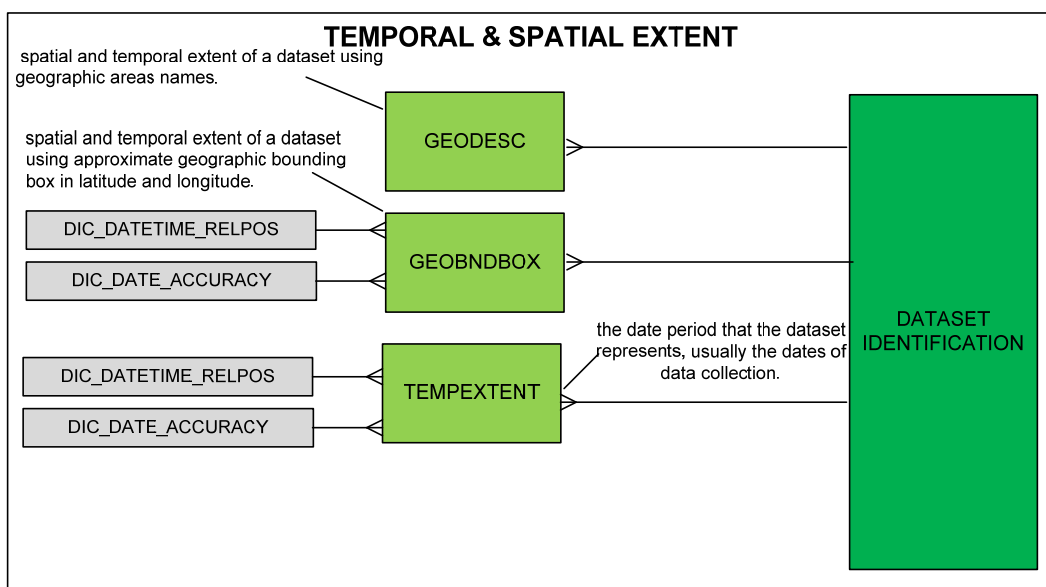 TEMPORAL & SPATIAL EXTENT
spatial and temporal extent of a dataset using
geographic areas names.
GEODESC
spatial and temporal extent of a dataset
using approximate geographic bounding
box in latitude and longitude.
DIC_DATETIME_RELPOS
DIC_DATE_ACCURACY
GEOBNDBOX
DATASET
IDENTIFICATION
the date period that the dataset
represents, usually the dates of
data collection.
DIC_DATETIME_RELPOS
DIC_DATE_ACCURACY
TEMPEXTENT